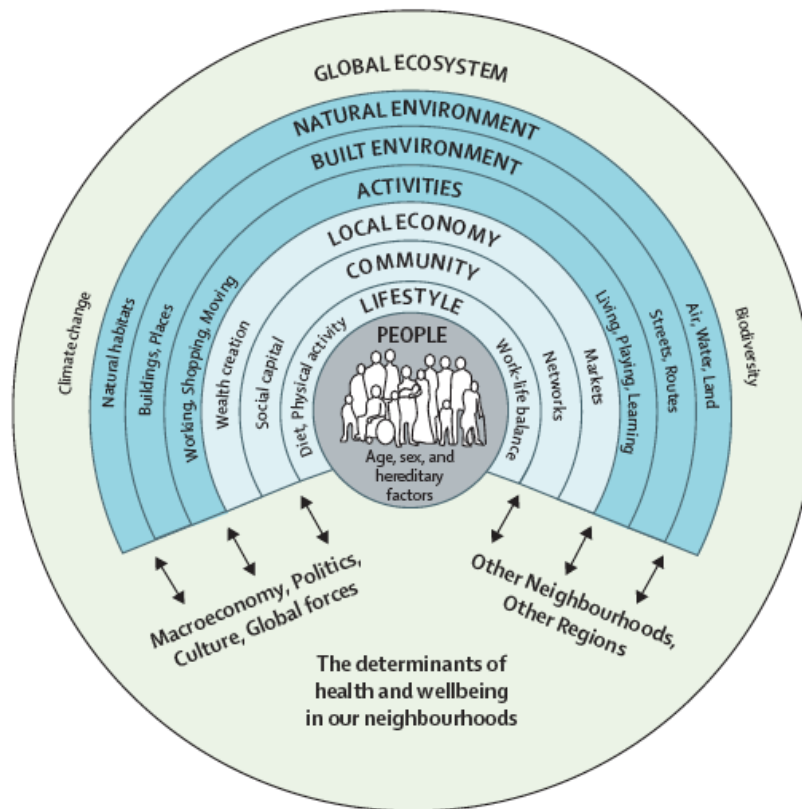 GLOBAL ECOSYSTEM
NATURAL ENVIRONMENT
BUILT ENVIRONMENT
ACTIVITIES
LOCAL ECONOMY
COMMUNITY
LIFESTYLE
PEOPLE
Age, sex, and
hereditary
factors
Climate change
Natural habitats
Buildings, Places
Working, Shopping, Moving
Wealth creation
Social capital
Diet, Physical activity
Work-life balance
Networks
Markets
Living, Playing, Learning
Streets, Routes
Air, Water, Land
Biodiversity
Macroeconomy, Politics,
Culture, Global forces
Other Neighbourhoods,
Other Regions
The determinants of
health and wellbeing
in our neighbourhoods